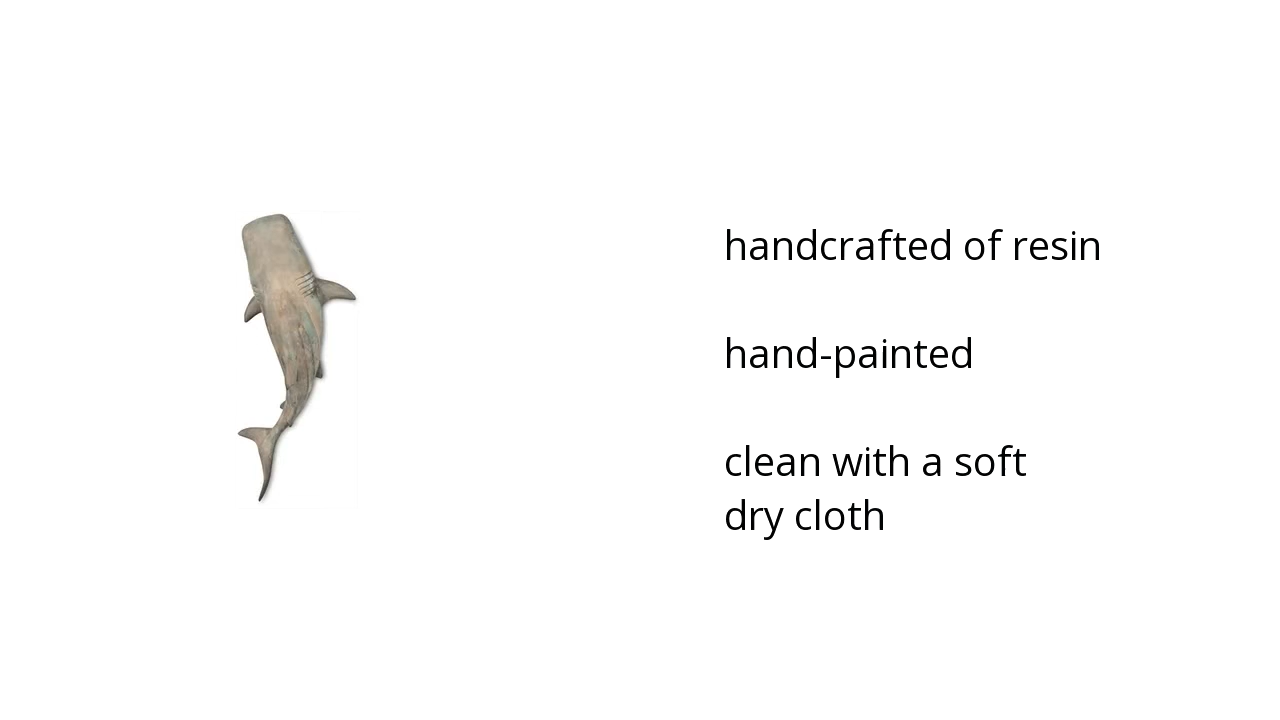 handcrafted of resin
hand-painted
clean with a soft
dry cloth